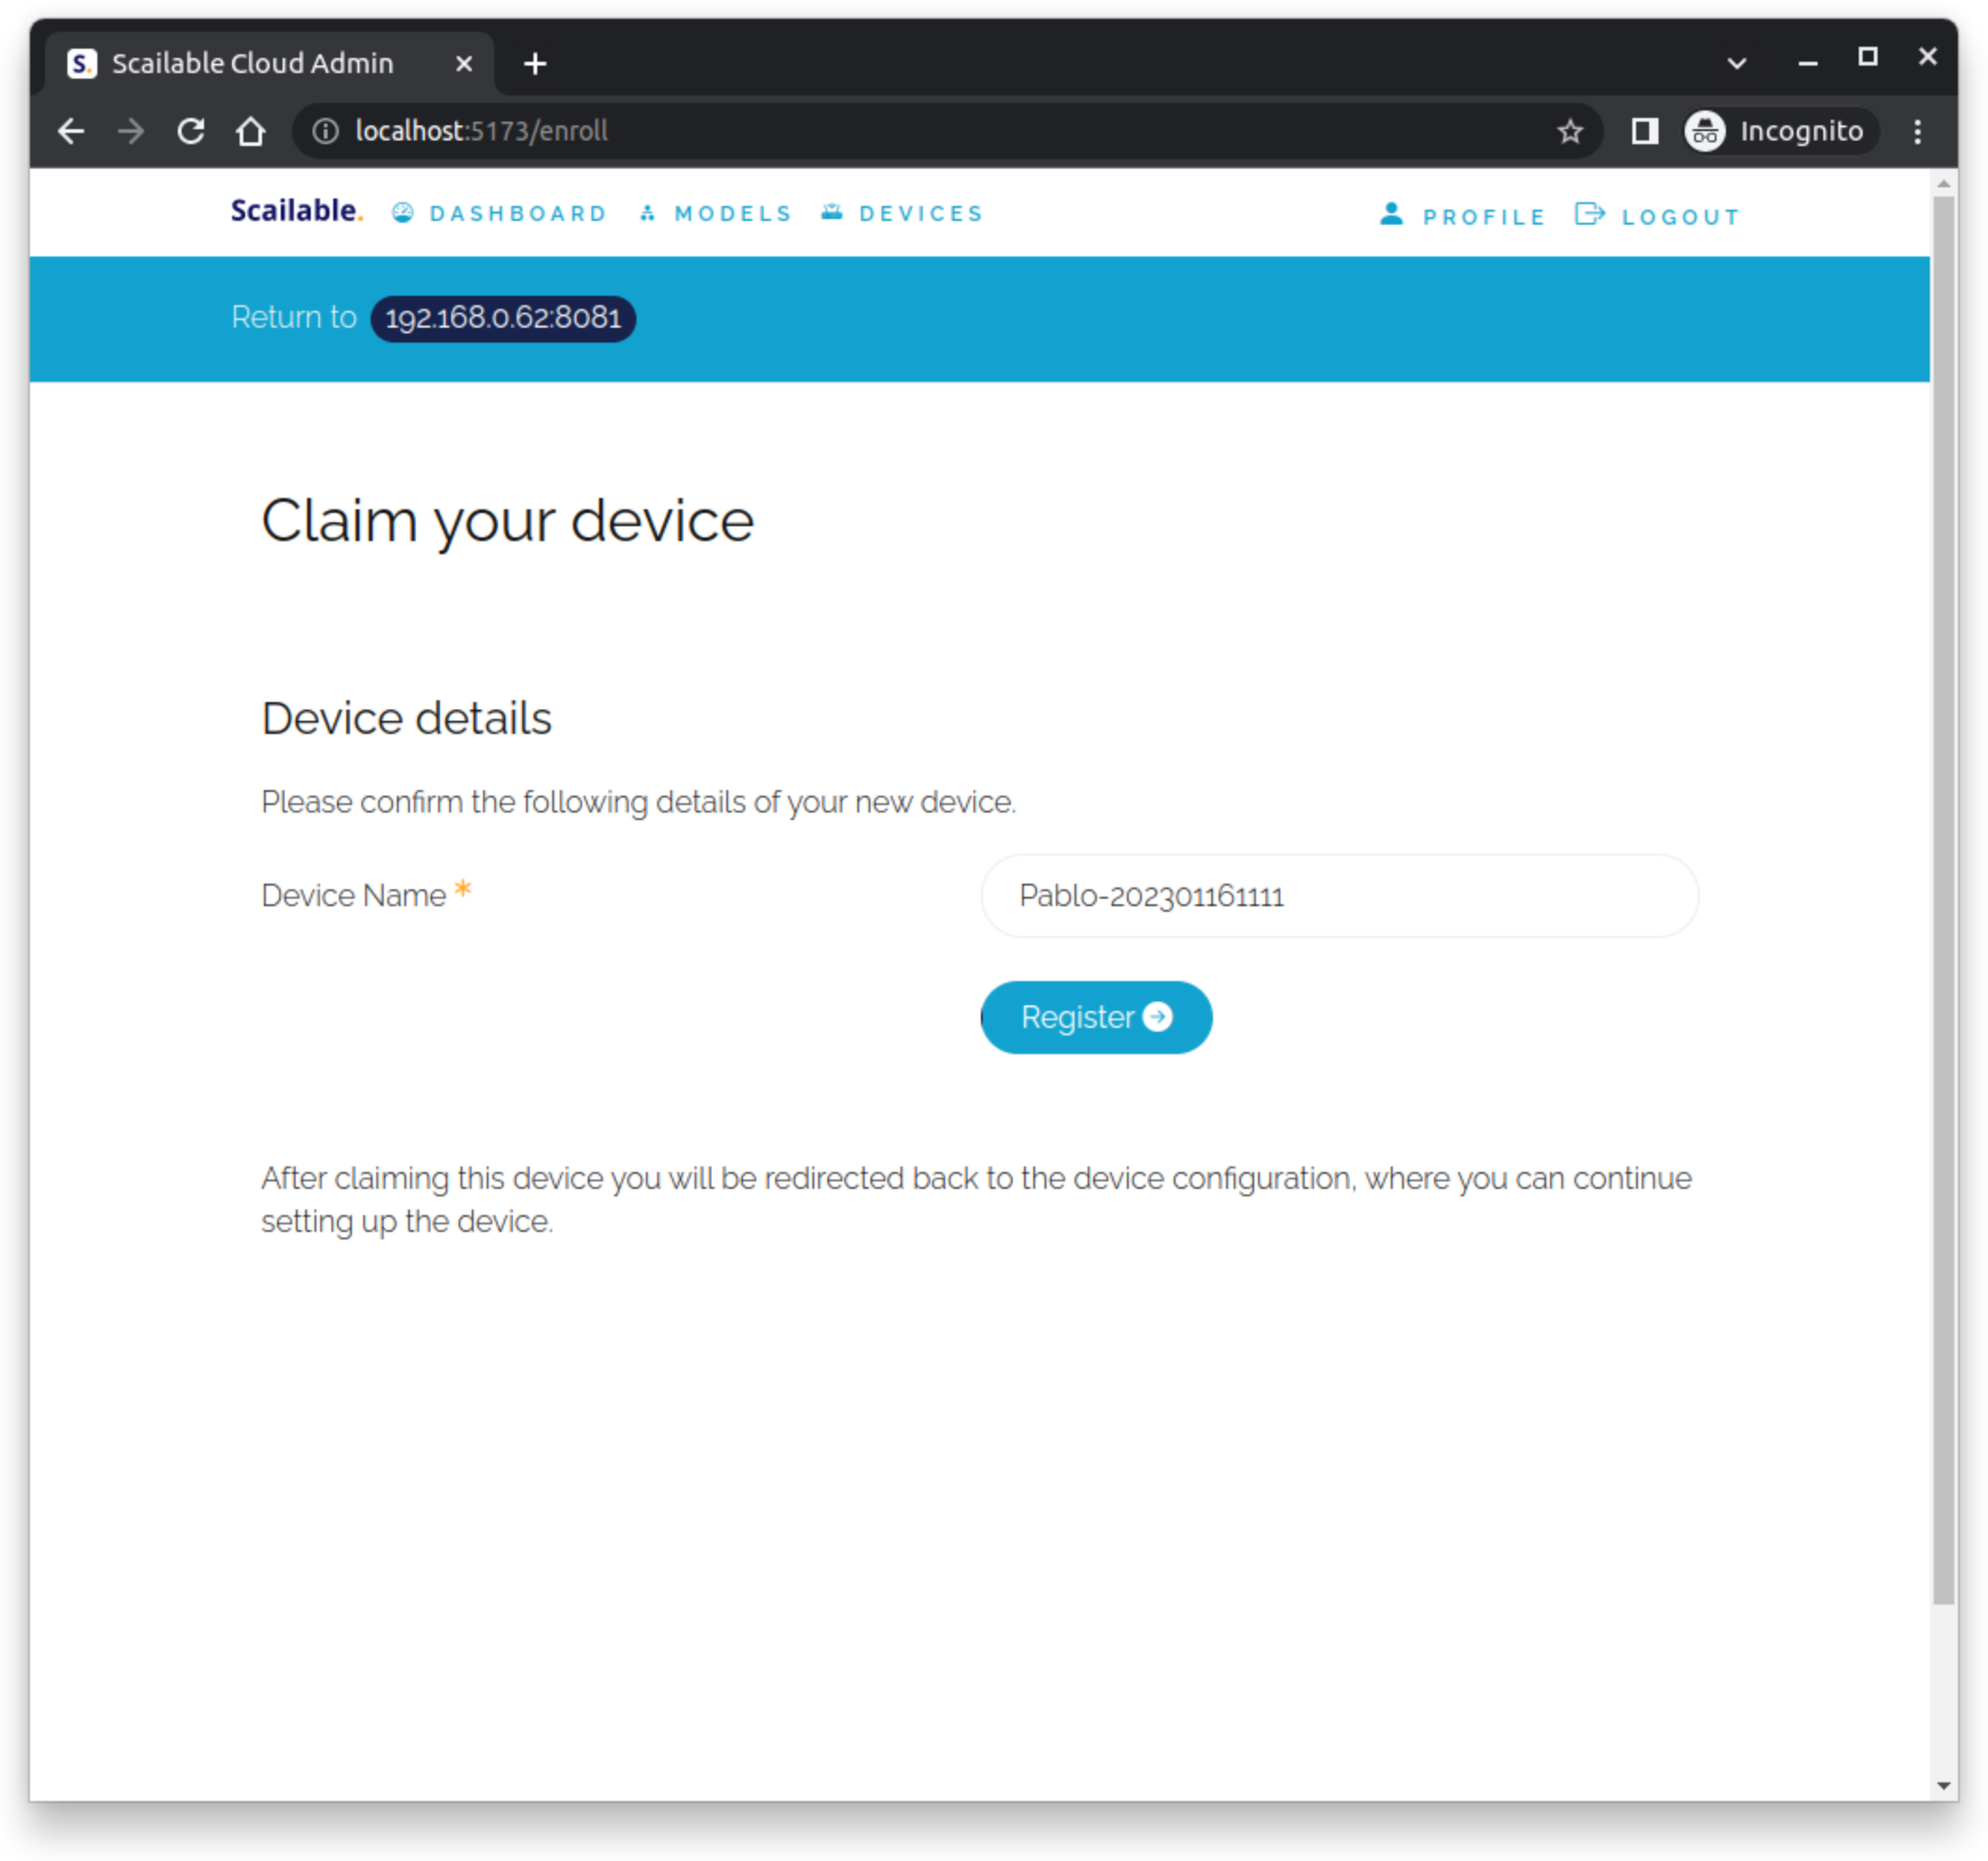 S. Scailable Cloud Admin
localhost:5173/enroll Incognito
Scailable. DASHBOARD MODELS DEVICES PROFILE LOGOUT
Return to 192.168.0.62:8081
Claim your device
Device details
Please confirm the following details of your new device.
Device Name * Pablo-202301161111
Register
After claiming this device you will be redirected back to the device configuration, where you can continue
setting up the device.